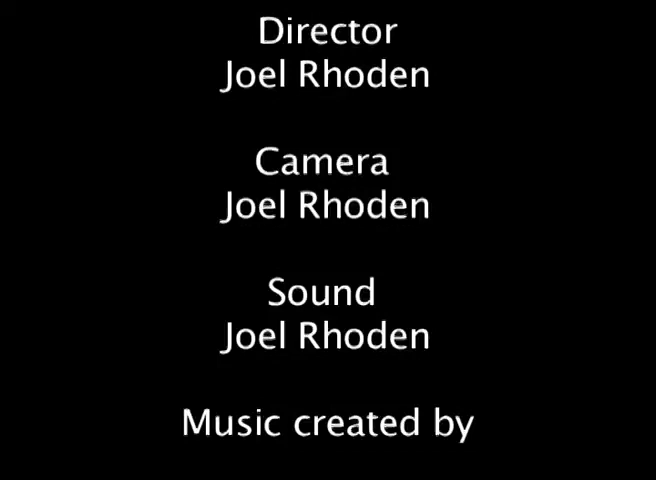 Director
Joel Rhoden
Camera
Joel Rhoden
Sound
Joel Rhoden
Music created by